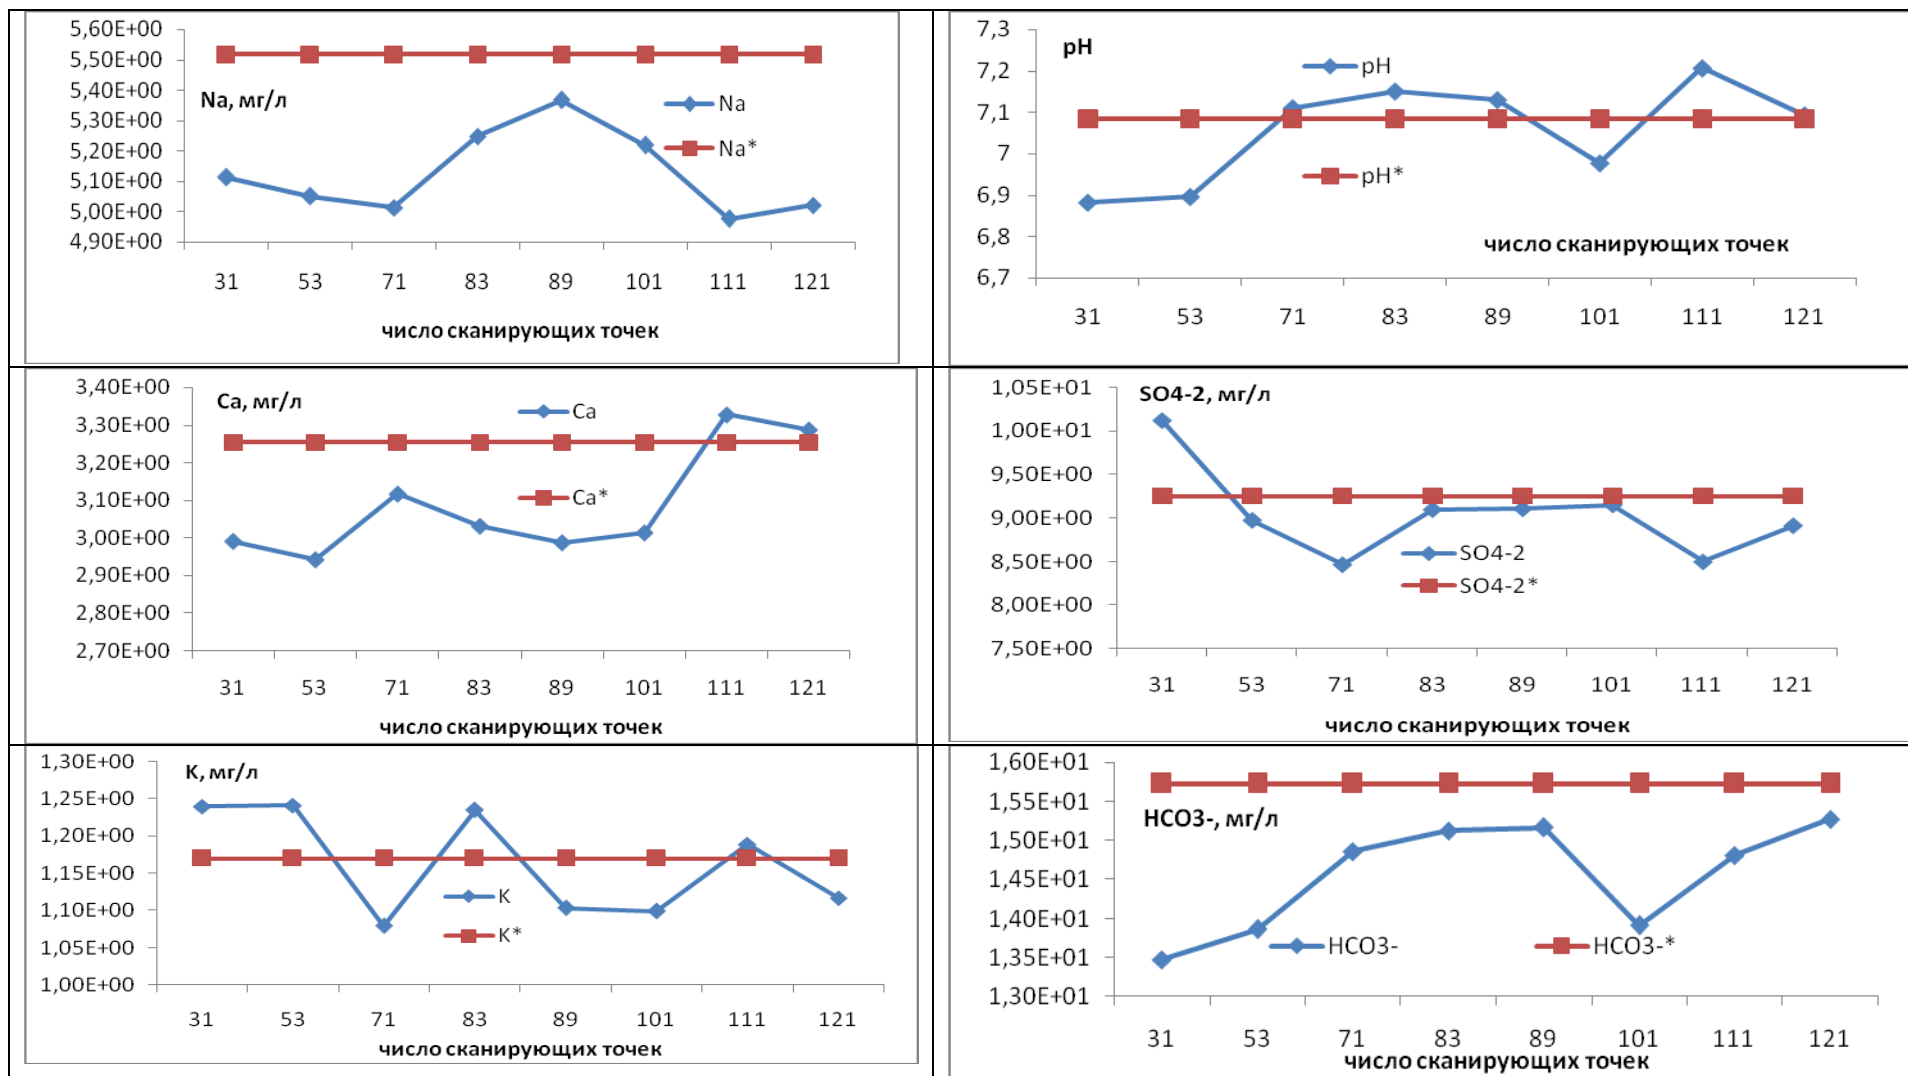 5,60E+00
5,50E+00
5,40E+00
5,30E+00
5,20E+00
5,10E+00
5,00E+00
4,90E+00
Na, мг/л
Na
Na*
31 53 71 83 89 101 111 121
число сканирующих точек
7,3
7,2
7,1
7
6,9
6,8
6,7
pH
pH
pH*
число сканирующих точек
31 53 71 83 89 101 111 121
3,40E+00
3,30E+00
3,20E+00
3,10E+00
3,00E+00
2,90E+00
2,80E+00
2,70E+00
Ca, мг/л
Ca
Ca*
31 53 71 83 89 101 111 121
число сканирующих точек
1,05E+01
1,00E+01
9,50E+00
9,00E+00
8,50E+00
8,00E+00
7,50E+00
SO4-2, мг/л
SO4-2
SO4-2*
31 53 71 83 89 101 111 121
число сканирующих точек
1,30E+00
1,25E+00
1,20E+00
1,15E+00
1,10E+00
1,05E+00
1,00E+00
K, мг/л
K
K*
31 53 71 83 89 101 111 121
число сканирующих точек
1,60E+01
1,55E+01
1,50E+01
1,45E+01
1,40E+01
1,35E+01
1,30E+01
HCO3-, мг/л
HCO3- HCO3-*
31 53 71 83 89 101 111 121
число сканирующих точек